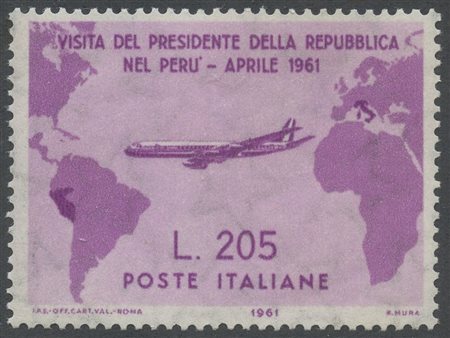 VISITA DEL PRESIDENTE DELLA REPUBBLICA
NEL PERU' - APRILE 1961
L. 205
POSTE ITALIANE
I.P.S.-OFF.CART.VAL.-ROMA 1961 R.MURA